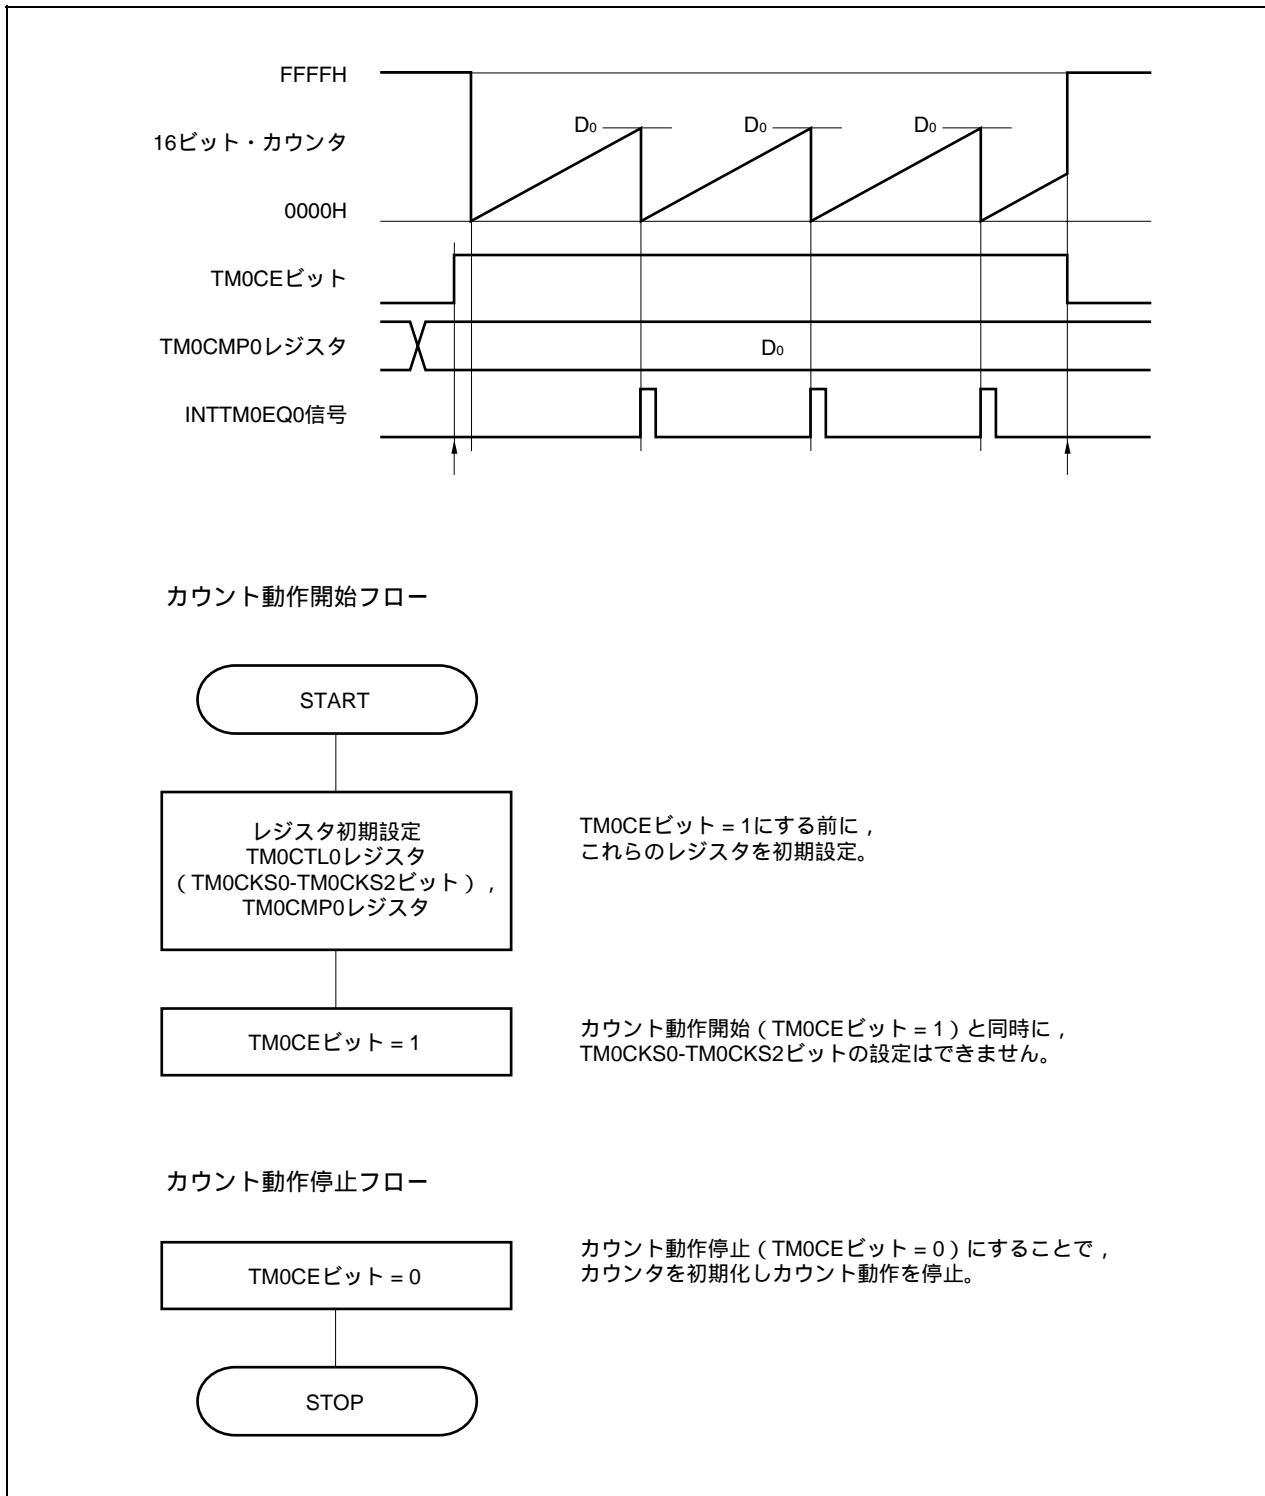 FFFFH
16ビット・カウンタ
D0 D0 D0
0000H
TM0CEビット
TM0CMP0レジスタ
D0
INTTM0EQ0信号
カウント動作開始フロー
START
レジスタ初期設定
TM0CTL0レジスタ
（TM0CKS0-TM0CKS2ビット）,
TM0CMP0レジスタ
TM0CEビット = 1にする前に，
これらのレジスタを初期設定。
TM0CEビット = 1
カウント動作開始（TM0CEビット = 1）と同時に，
TM0CKS0-TM0CKS2ビットの設定はできません。
カウント動作停止フロー
TM0CEビット = 0
カウント動作停止（TM0CEビット = 0）にすることで，
カウンタを初期化しカウント動作を停止。
STOP